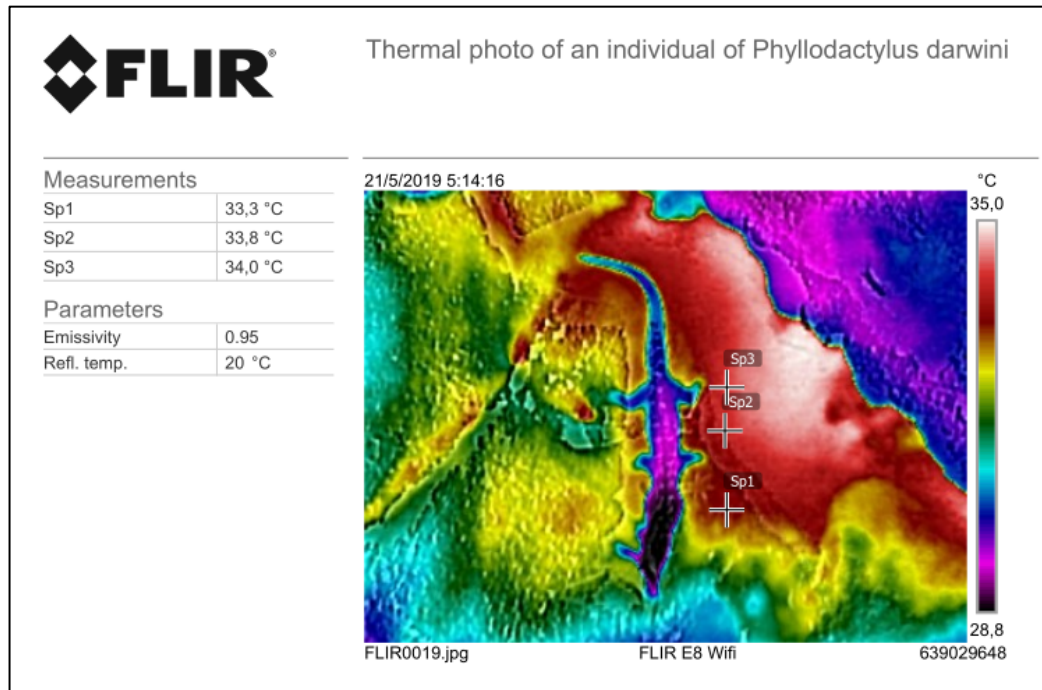 FLIR®
Thermal photo of an individual of Phyllodactylus darwini
Measurements
Sp1 33,3 °C
Sp2 33,8 °C
Sp3 34,0 °C
Parameters
Emissivity 0.95
Refl. temp. 20 °C
21/5/2019 5:14:16
°C
35,0
Sp3
Sp2
Sp1
28,8
FLIR0019.jpg FLIR E8 Wifi 639029648